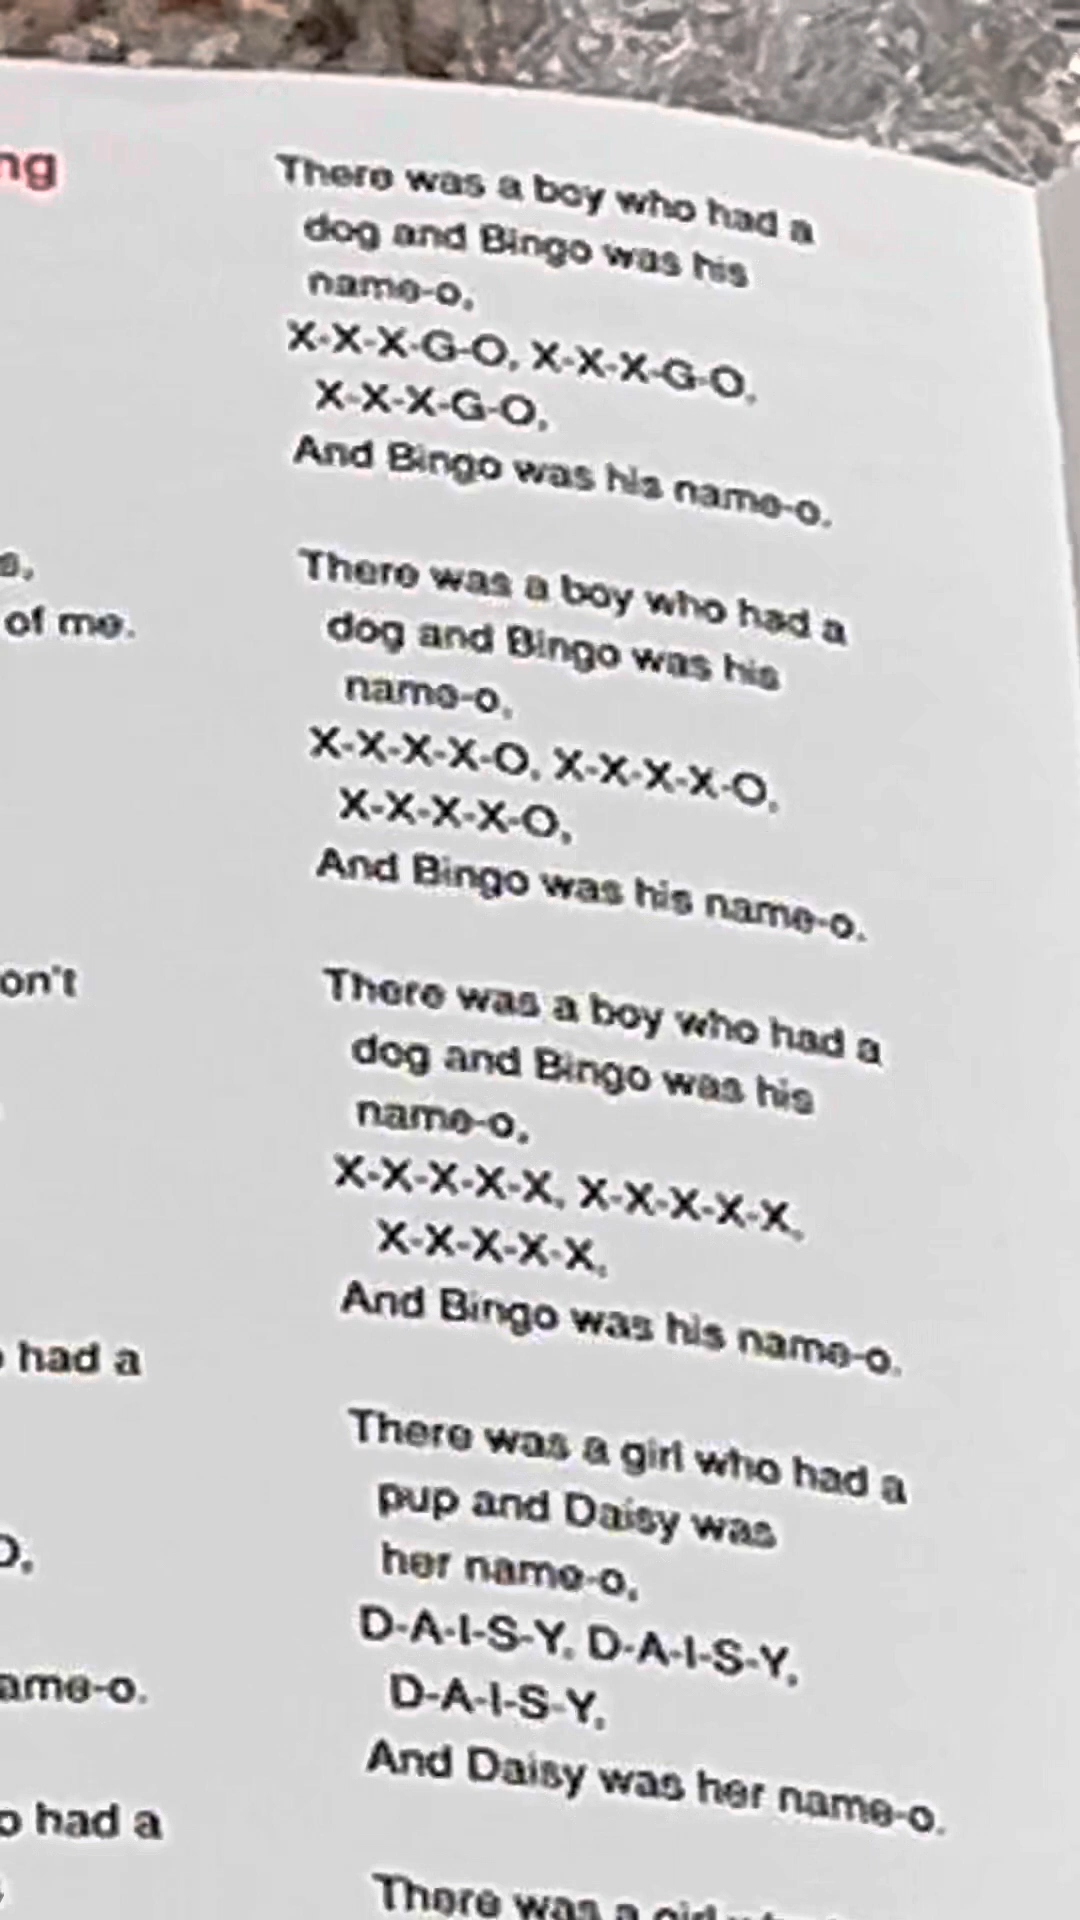 of me.
on't
had a
had a
There was a boy who had a
dog and Bingo was his
name-o,
X-X-X-G-O, X-X-X-G-O,
X-X-X-G-O,
And Bingo was his name-o.
There was a boy who had a
dog and Bingo was his
name-o,
X-X-X-X-O, X-X-X-X-O,
X-X-X-X-O,
And Bingo was his name-o.
There was a boy who had a
dog and Bingo was his
name-o,
X-X-X-X-X, X-X-X-X-X,
X-X-X-X-X,
And Bingo was his name-o.
There was a girl who had a
pup and Daisy was
her name-o,
D-A-I-S-Y, D-A-I-S-Y,
D-A-I-S-Y,
And Daisy was her name-o.
There was a girl